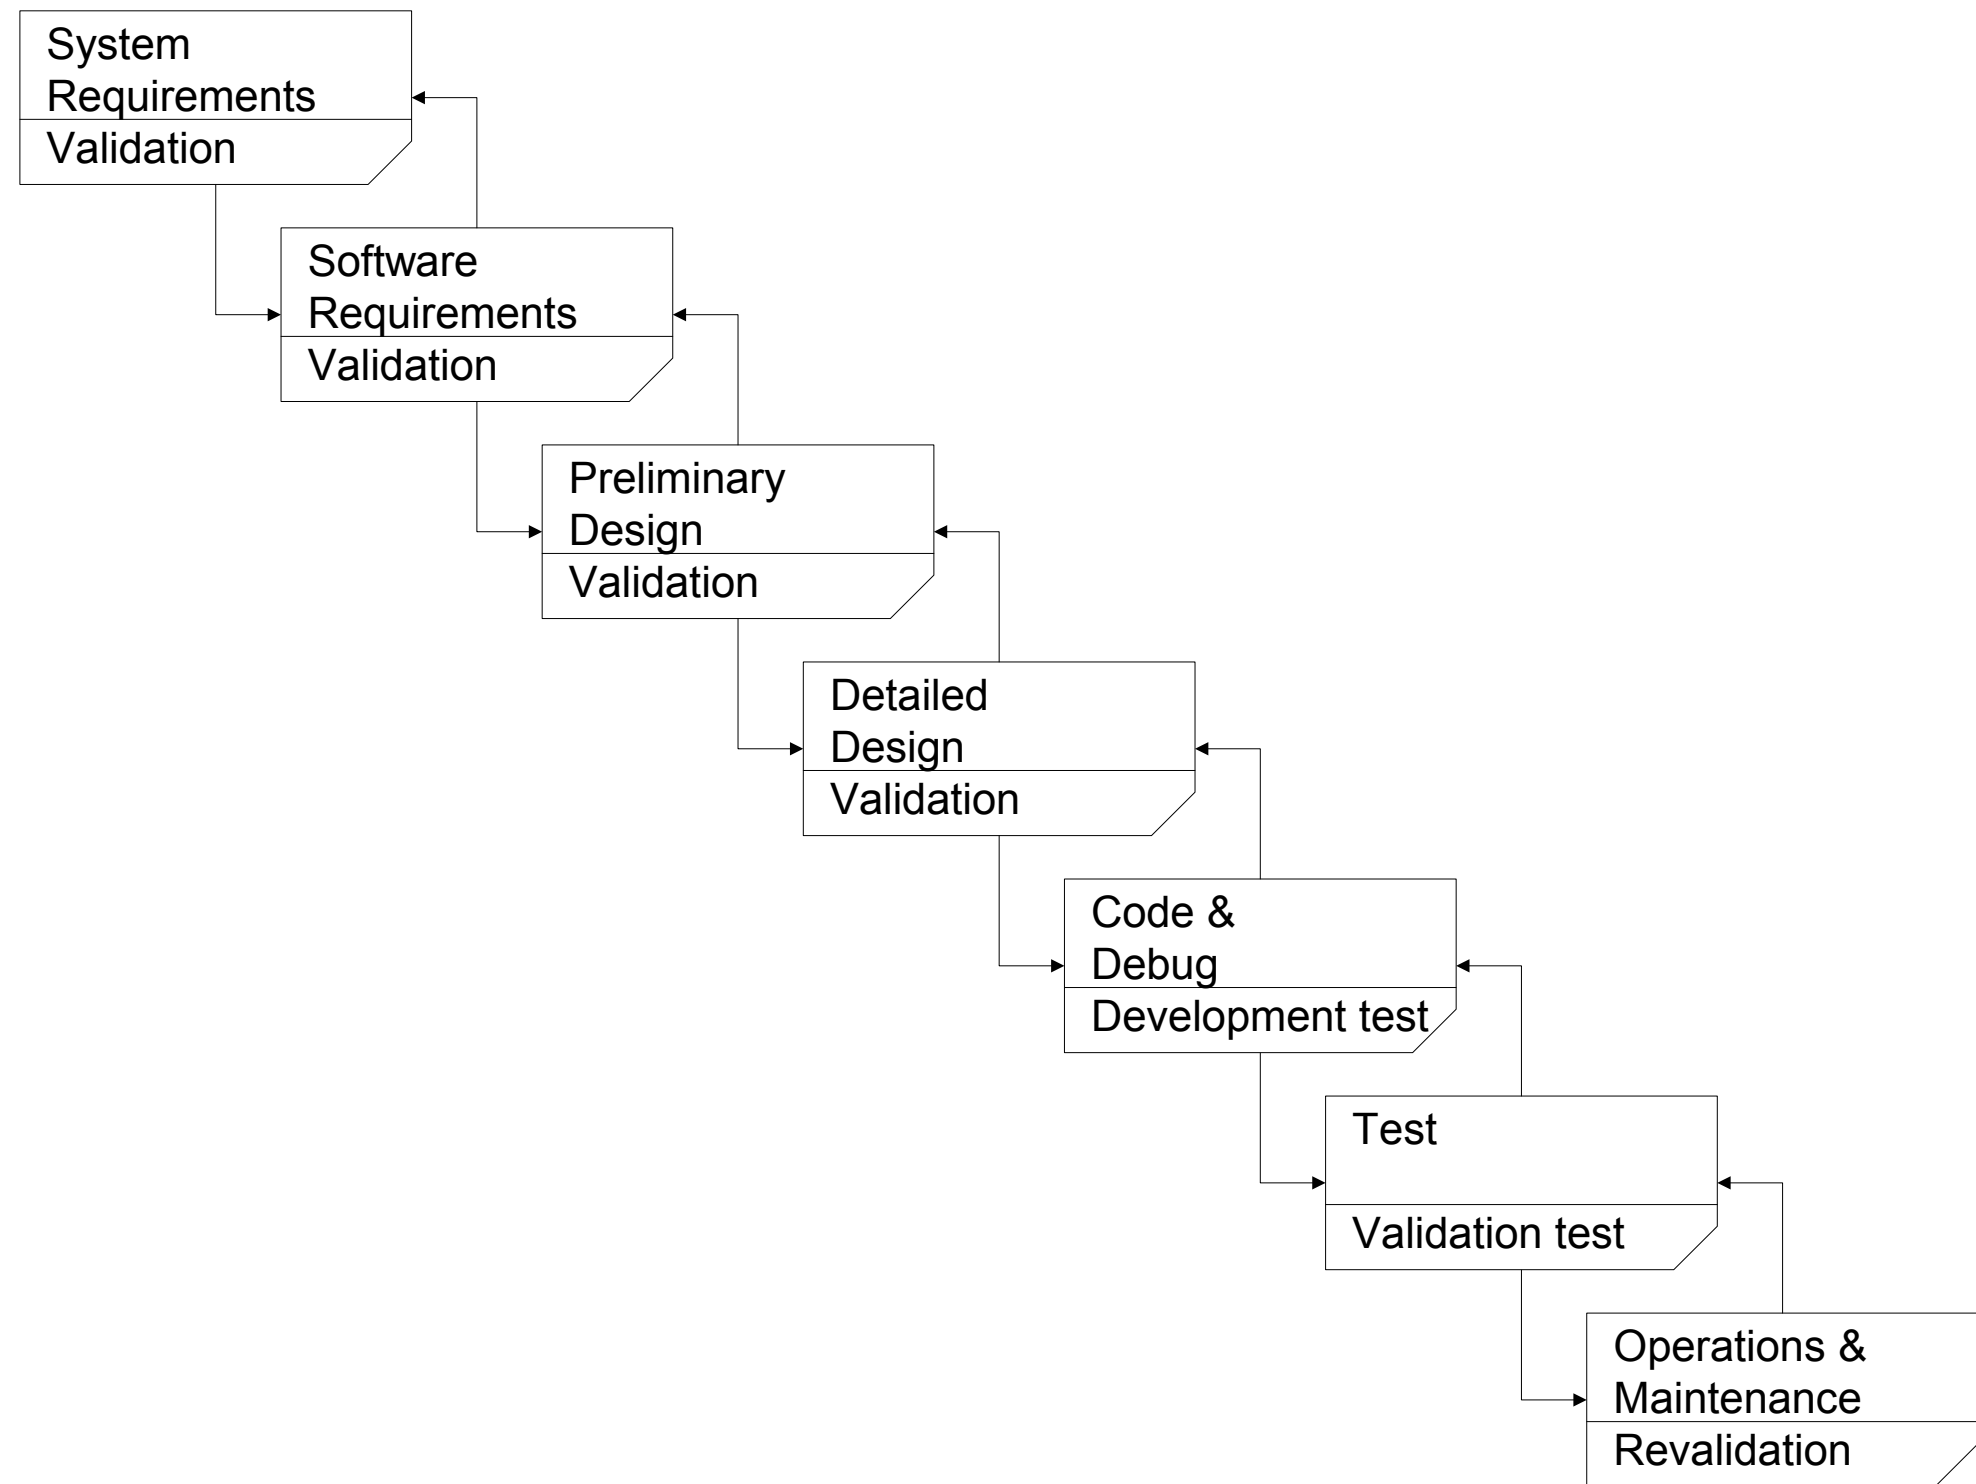 System
Requirements
Validation
Software
Requirements
Validation
Preliminary
Design
Validation
Detailed
Design
Validation
Code &
Debug
Development test
Test
Validation test
Operations &
Maintenance
Revalidation